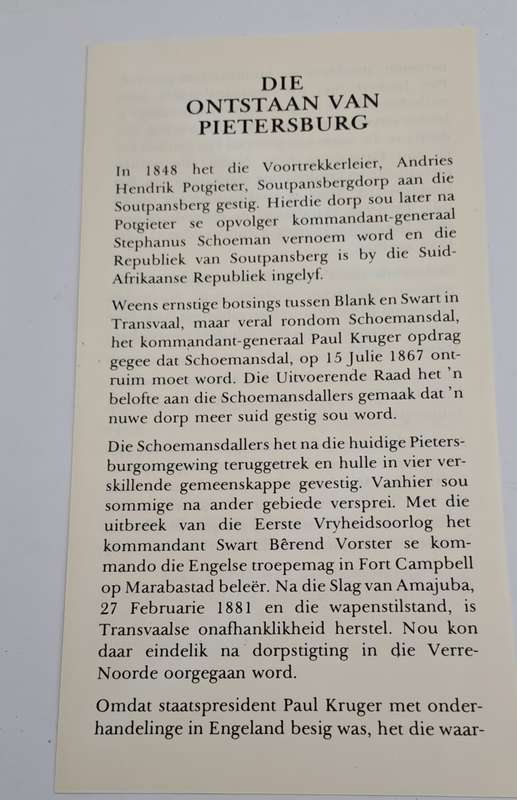 DIE
ONTSTAAN VAN
PIETERSBURG
In 1848 het die Voortrekkerleier, Andries
Hendrik Potgieter, Soutpansbergdorp aan die
Soutpansberg gestig. Hierdie dorp sou later na
Potgieter se opvolger kommandant-generaal
Stephanus Schoeman vernoem word en die
Republiek van Soutpansberg is by die Suid-
Afrikaanse Republiek ingelyf.
Weens ernstige botsings tussen Blank en Swart in
Transvaal, maar veral rondom Schoemansdal,
het kommandant-generaal Paul Kruger opdrag
gegee dat Schoemansdal, op 15 Julie 1867 ont-
ruim moet word. Die Uitvoerende Raad het 'n
belofte aan die Schoemansdallers gemaak dat 'n
nuwe dorp meer suid gestig sou word.
Die Schoemansdallers het na die huidige Pieters-
burgomgewing teruggetrek en hulle in vier ver-
skillende gemeenskappe gevestig. Vanhier sou
sommige na ander gebiede versprei. Met die
uitbreek van die Eerste Vryheidsoorlog het
kommandant Swart Bêrend Vorster se kom-
mando die Engelse troepemag in Fort Campbell
op Marabastad beleër. Na die Slag van Amajuba,
27 Februarie 1881 en die wapenstilstand, is
Transvaalse onafhanklikheid herstel. Nou kon
daar eindelik na dorpstigting in die Verre-
Noorde oorgegaan word.
Omdat staatspresident Paul Kruger met onder-
handelinge in Engeland besig was, het die waar-